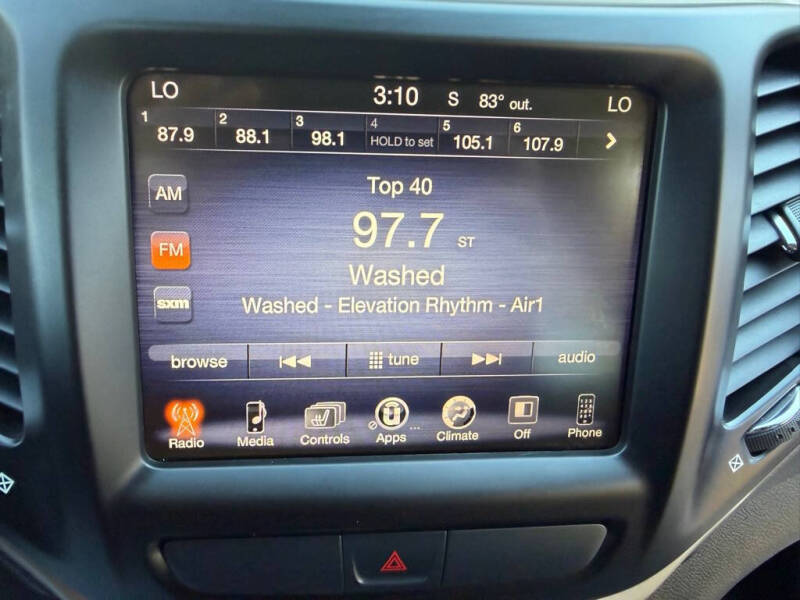 LO 3:10 S 83° out. LO
1 87.9 2 88.1 3 98.1 4 HOLD to set 5 105.1 6 107.9
AM
Top 40
97.7 ST
FM
Washed
sxm
Washed - Elevation Rhythm - Air1
browse tune audio
Radio Media Controls Apps ... Climate Off Phone